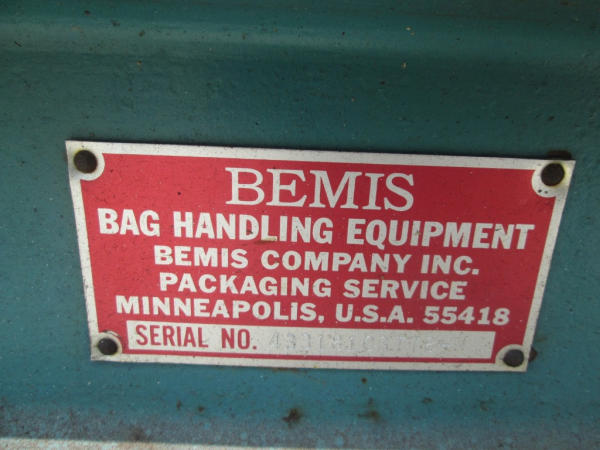 BEMIS
BAG HANDLING EQUIPMENT
BEMIS COMPANY INC.
PACKAGING SERVICE
MINNEAPOLIS, U.S.A. 55418
SERIAL NO.